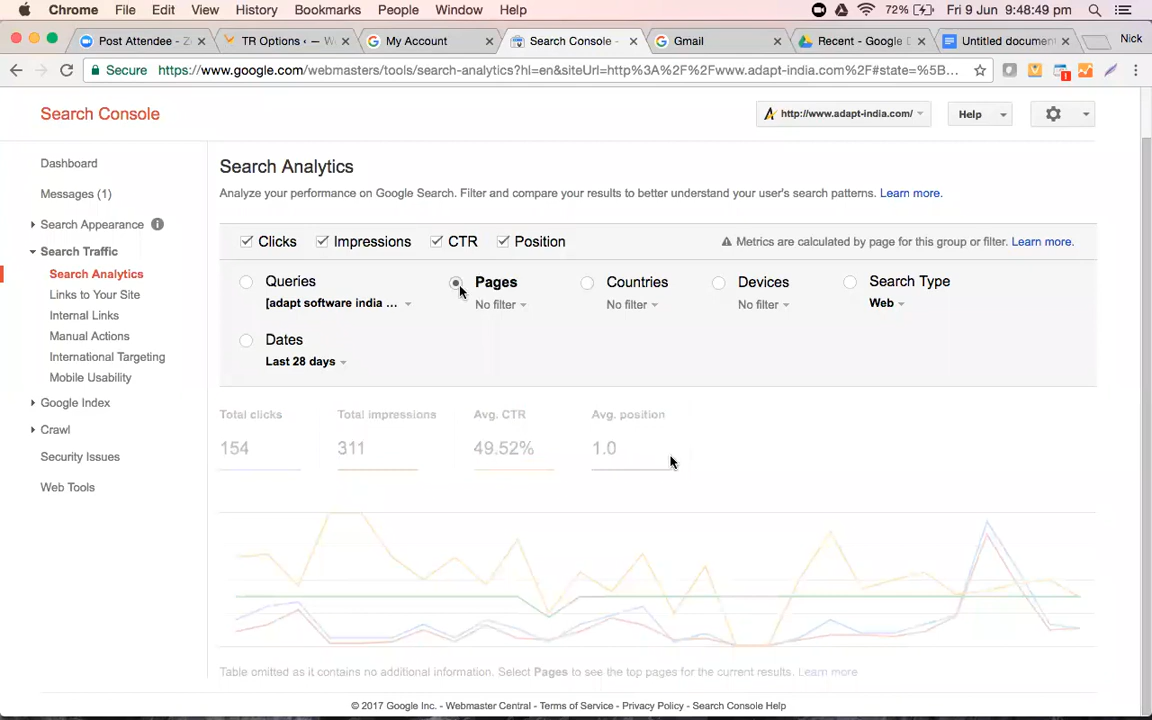 Chrome File Edit View History Bookmarks People Window Help 72% Fri 9 Jun 9:48:49 pm
Post Attendee - Z TR Options < — W My Account Search Console - Gmail Recent - Google D Untitled documen Nick
Secure https://www.google.com/webmasters/tools/search-analytics?hl=en&siteUrl=http%3A%2F%2Fwww.adapt-india.com%2F#state=%5B...
Search Console http://www.adapt-india.com/ Help
Dashboard
Messages (1)
Search Appearance i
Search Traffic
Search Analytics
Links to Your Site
Internal Links
Manual Actions
International Targeting
Mobile Usability
Google Index
Crawl
Security Issues
Web Tools
Search Analytics
Analyze your performance on Google Search. Filter and compare your results to better understand your user's search patterns. Learn more.
Clicks Impressions CTR Position Metrics are calculated by page for this group or filter. Learn more.
Queries Pages Countries Devices Search Type
[adapt software india ... No filter No filter No filter Web
Dates
Last 28 days
Total clicks Total impressions Avg. CTR Avg. position
154 311 49.52% 1.0
Table omitted as it contains no additional information. Select Pages to see the top pages for the current results. Learn more
© 2017 Google Inc. - Webmaster Central - Terms of Service - Privacy Policy - Search Console Help